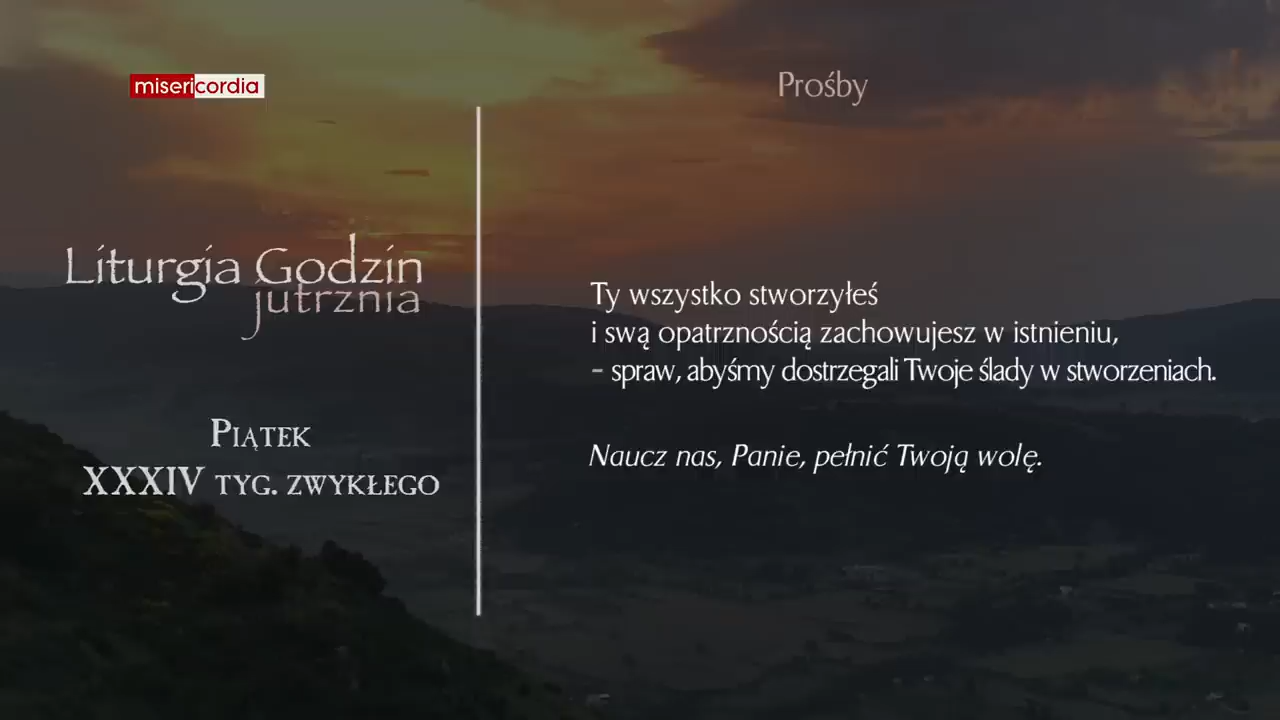 misericordia
Prośby
Liturgia Godzin
jutrznia
Piątek
XXXIV tyg. zwykłego
Ty wszystko stworzyłeś
i swą opatrznością zachowujesz w istnieniu,
- spraw, abyśmy dostrzegali Twoje ślady w stworzeniach.
Naucz nas, Panie, pełnić Twoją wolę.